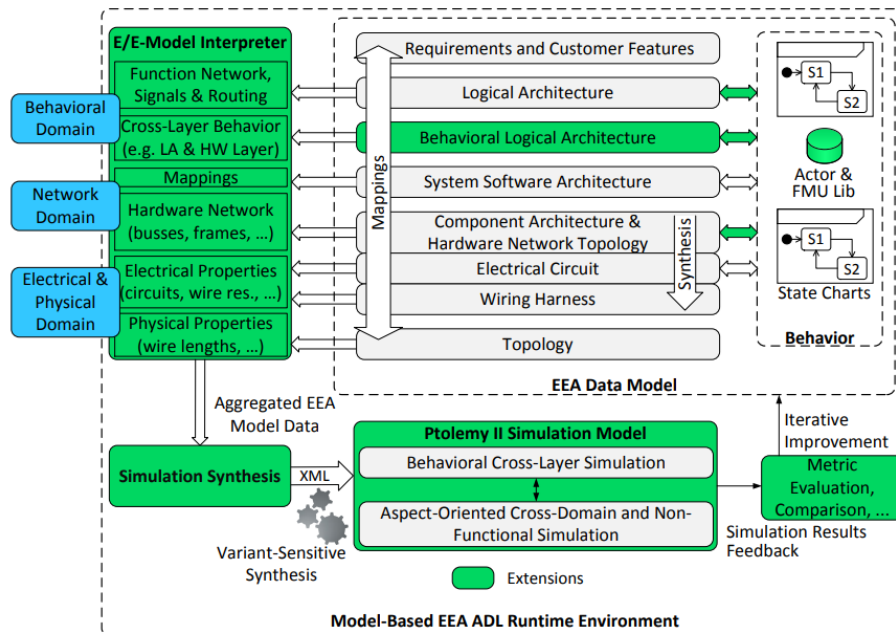 E/E-Model Interpreter
Function Network,
Signals & Routing
Cross-Layer Behavior
(e.g. LA & HW Layer)
Mappings
Hardware Network
(busses, frames, ...)
Electrical Properties
(circuits, wire res., ...)
Physical Properties
(wire lengths, ...)
Behavioral
Domain
Network
Domain
Electrical &
Physical
Domain
Requirements and Customer Features
Logical Architecture
Behavioral Logical Architecture
System Software Architecture
Component Architecture &
Hardware Network Topology
Electrical Circuit
Wiring Harness
Topology
Mappings
Synthesis
EEA Data Model
S1
S2
Actor &
FMU Lib
S1
S2
State Charts
Behavior
Aggregated EEA
Model Data
Simulation Synthesis
XML
Variant-Sensitive
Synthesis
Ptolemy II Simulation Model
Behavioral Cross-Layer Simulation
Aspect-Oriented Cross-Domain and Non-
Functional Simulation
Iterative
Improvement
Metric
Evaluation,
Comparison, ...
Simulation Results
Feedback
Extensions
Model-Based EEA ADL Runtime Environment